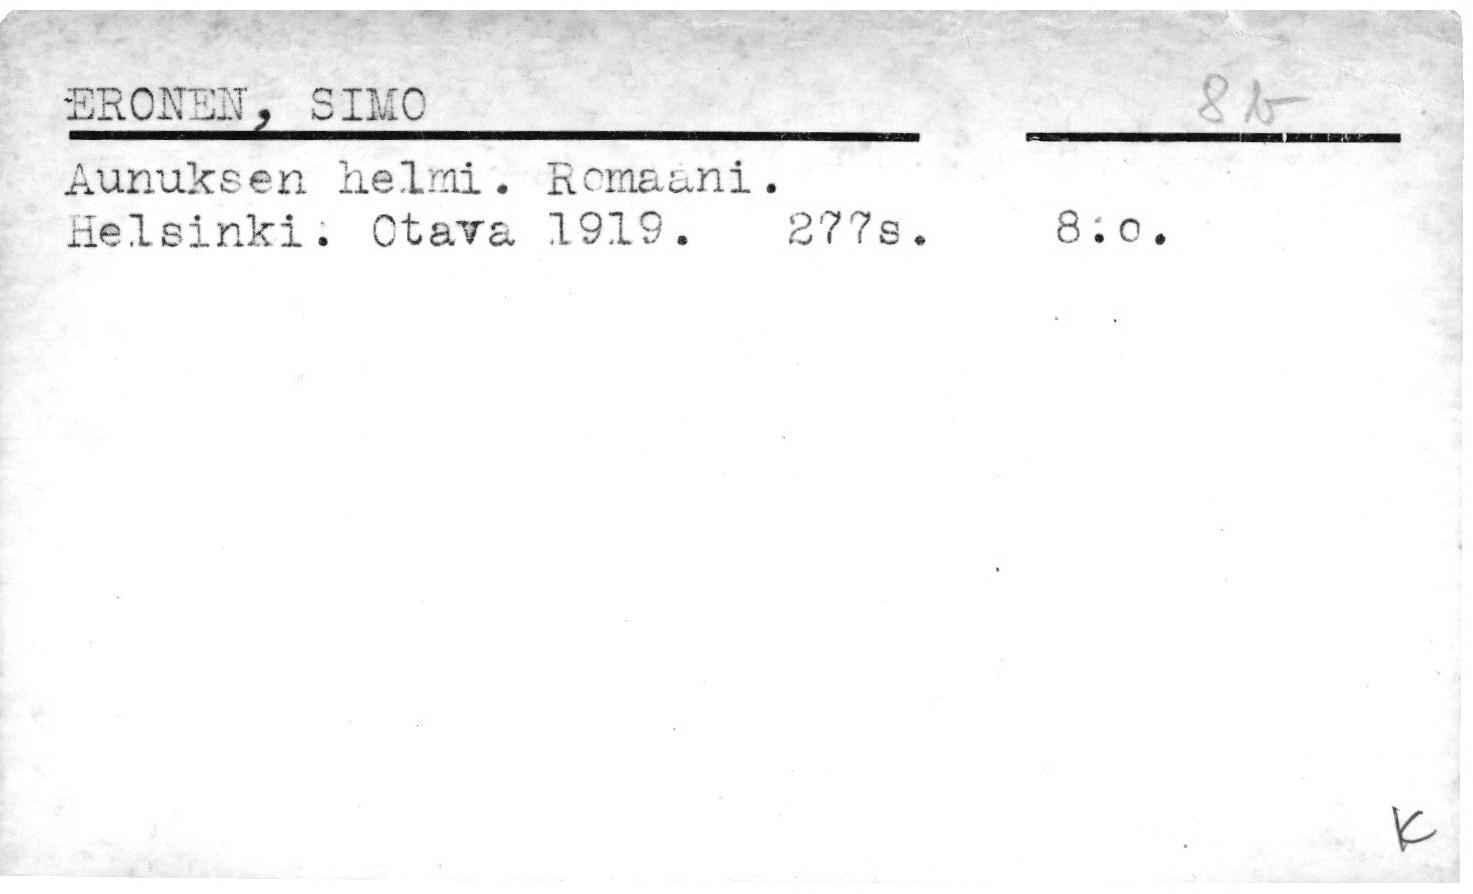 ERONEN, SIMO 8b
Aunuksen helmi. Romaani.
Helsinki. Otava 1919. 277s. 8:o.
K